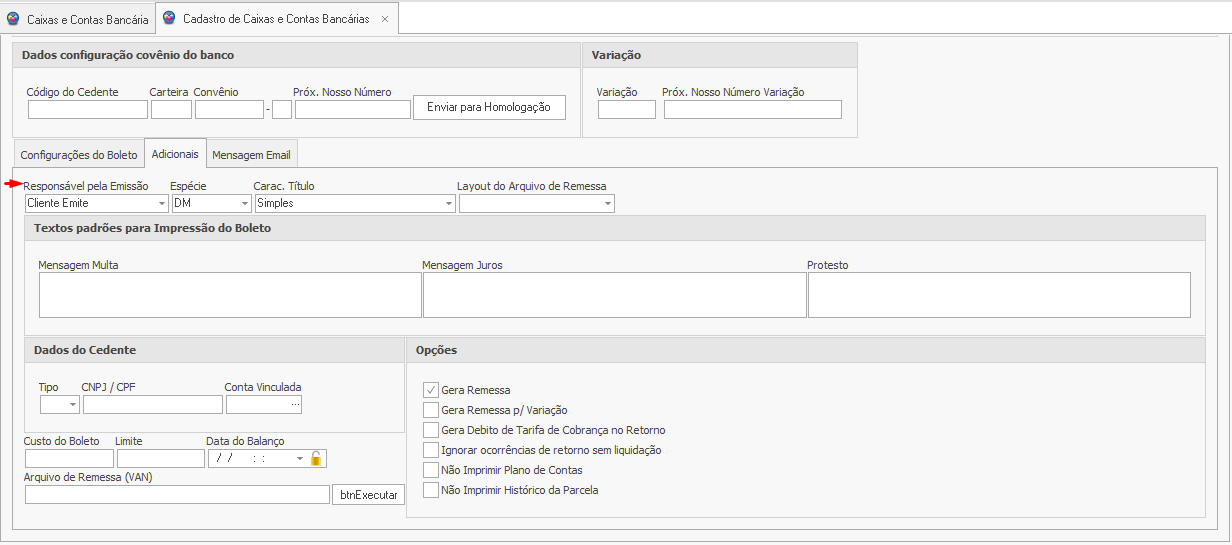 Caixas e Contas Bancária
Cadastro de Caixas e Contas Bancárias ×
Dados configuração covênio do banco
Variação
Código do Cedente Carteira Convênio Próx. Nosso Número
- Enviar para Homologação
Variação Próx. Nosso Número Variação
Configurações do Boleto Adicionais Mensagem Email
Responsável pela Emissão Espécie Carac. Título Layout do Arquivo de Remessa
Cliente Emite DM Simples
Textos padrões para Impressão do Boleto
Mensagem Multa Mensagem Juros Protesto
Dados do Cedente
Tipo CNPJ / CPF Conta Vinculada
...
Custo do Boleto Limite Data do Balanço
/ / : :
Arquivo de Remessa (VAN)
btnExecutar
Opções
Gera Remessa
Gera Remessa p/ Variação
Gera Debito de Tarifa de Cobrança no Retorno
Ignorar ocorrências de retorno sem liquidação
Não Imprimir Plano de Contas
Não Imprimir Histórico da Parcela